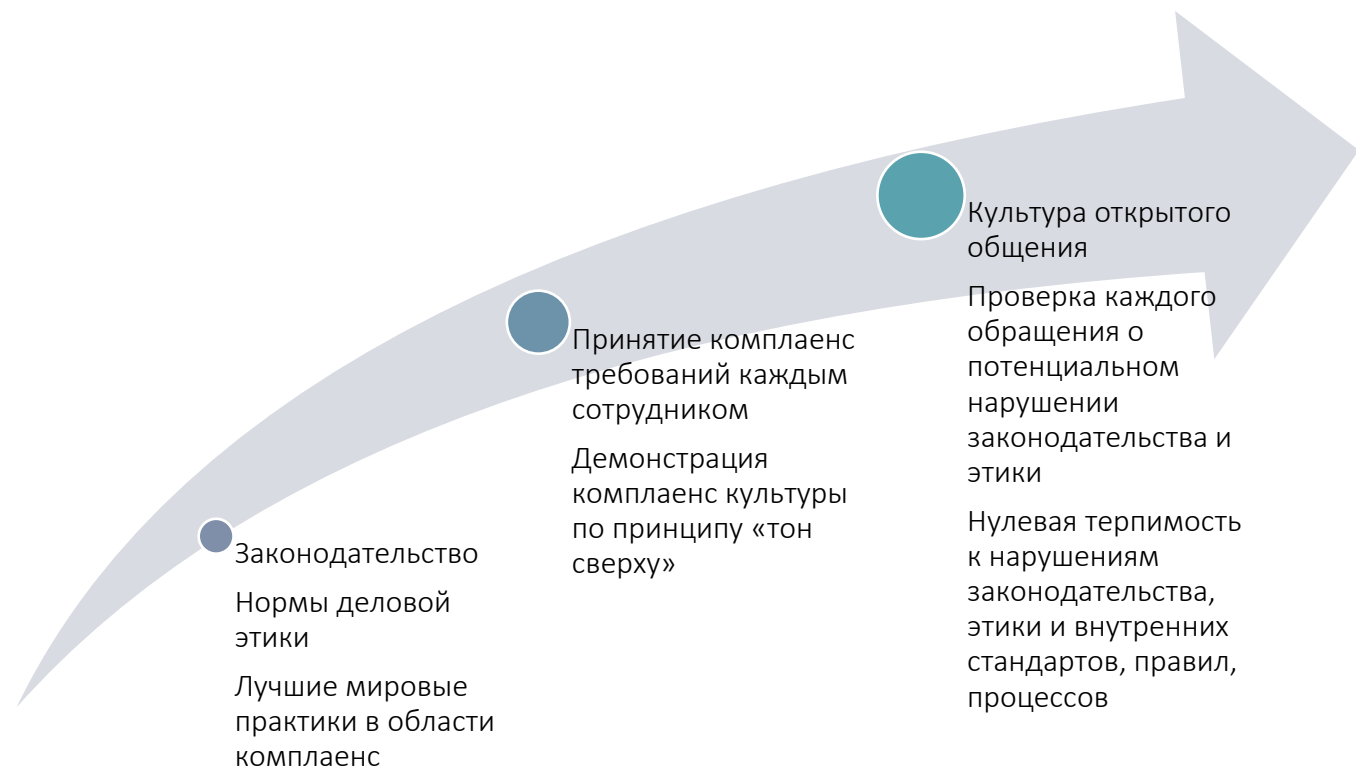 Законодательство
Нормы деловой
этики
Лучшие мировые
практики в области
комплаенс
Принятие комплаенс
требований каждым
сотрудником
Демонстрация
комплаенс культуры
по принципу «тон
сверху»
Культура открытого
общения
Проверка каждого
обращения о
потенциальном
нарушении
законодательства и
этики
Нулевая терпимость
к нарушениям
законодательства,
этики и внутренних
стандартов, правил,
процессов